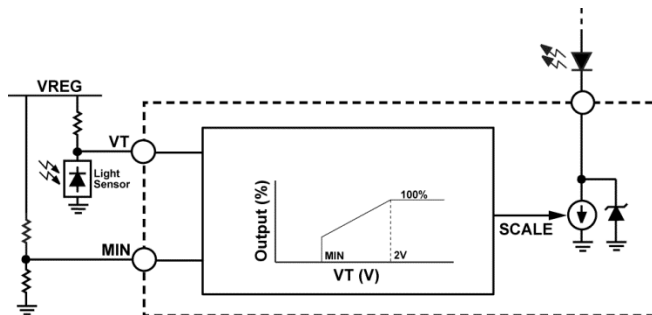 VREG
VT
Light
Sensor
MIN
Output (%)
100%
MIN
2V
VT (V)
SCALE